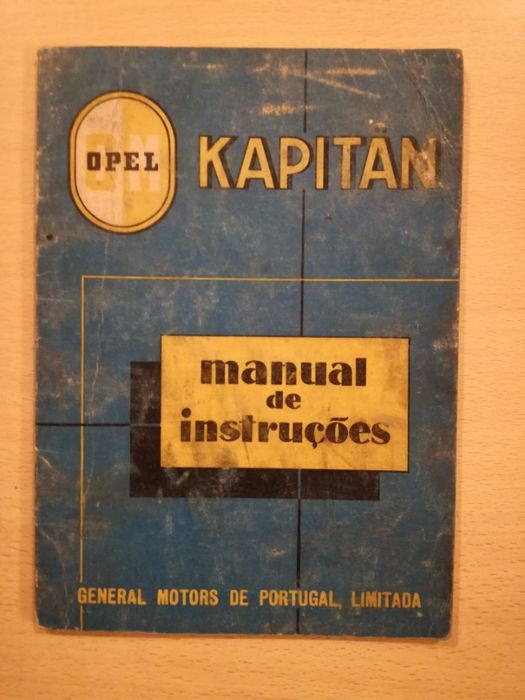 GM
OPEL
KAPITÄN
manual
de
instruções
GENERAL MOTORS DE PORTUGAL, LIMITADA